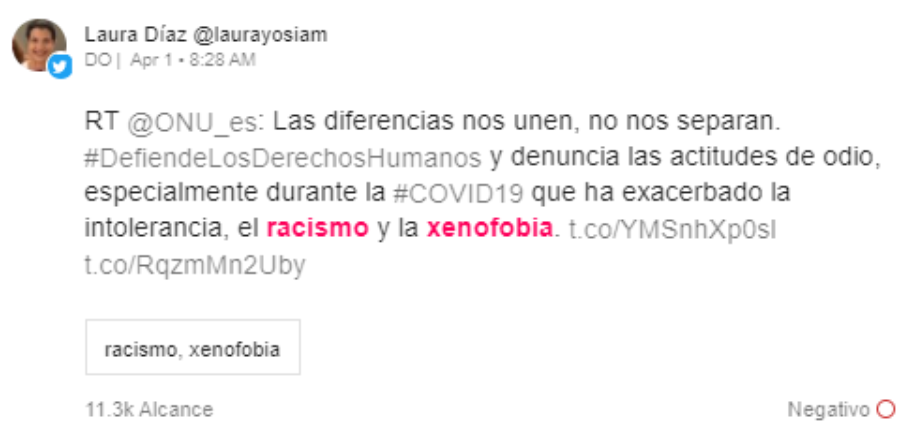 Laura Díaz @laurayosiam
DO | Apr 1 • 8:28 AM
RT @ONU_es: Las diferencias nos unen, no nos separan.
#DefiendeLosDerechosHumanos y denuncia las actitudes de odio,
especialmente durante la #COVID19 que ha exacerbado la
intolerancia, el racismo y la xenofobia. t.co/YMSnhXp0sI
t.co/RqzmMn2Uby
racismo, xenofobia
11.3k Alcance
Negativo